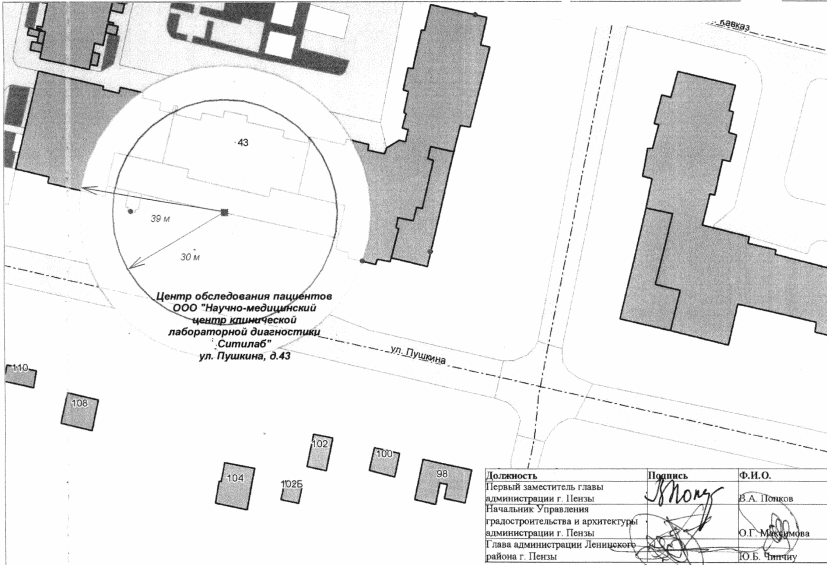 Кавказ
43
39 м
30 м
Центр обследования пациентов
ООО "Научно-медицинский
центр клинической
лабораторной диагностики
Ситилаб"
ул. Пушкина, д.43
ул. Пушкина
110
108
104
102Б
102
100
98
Должность Подпись Ф.И.О.
Первый заместитель главы
администрации г. Пензы В.А. Попков
Начальник Управления
градостроительства и архитектуры
администрации г. Пензы О.Г. Максимова
Глава администрации Ленинского
района г. Пензы Ю.Б.